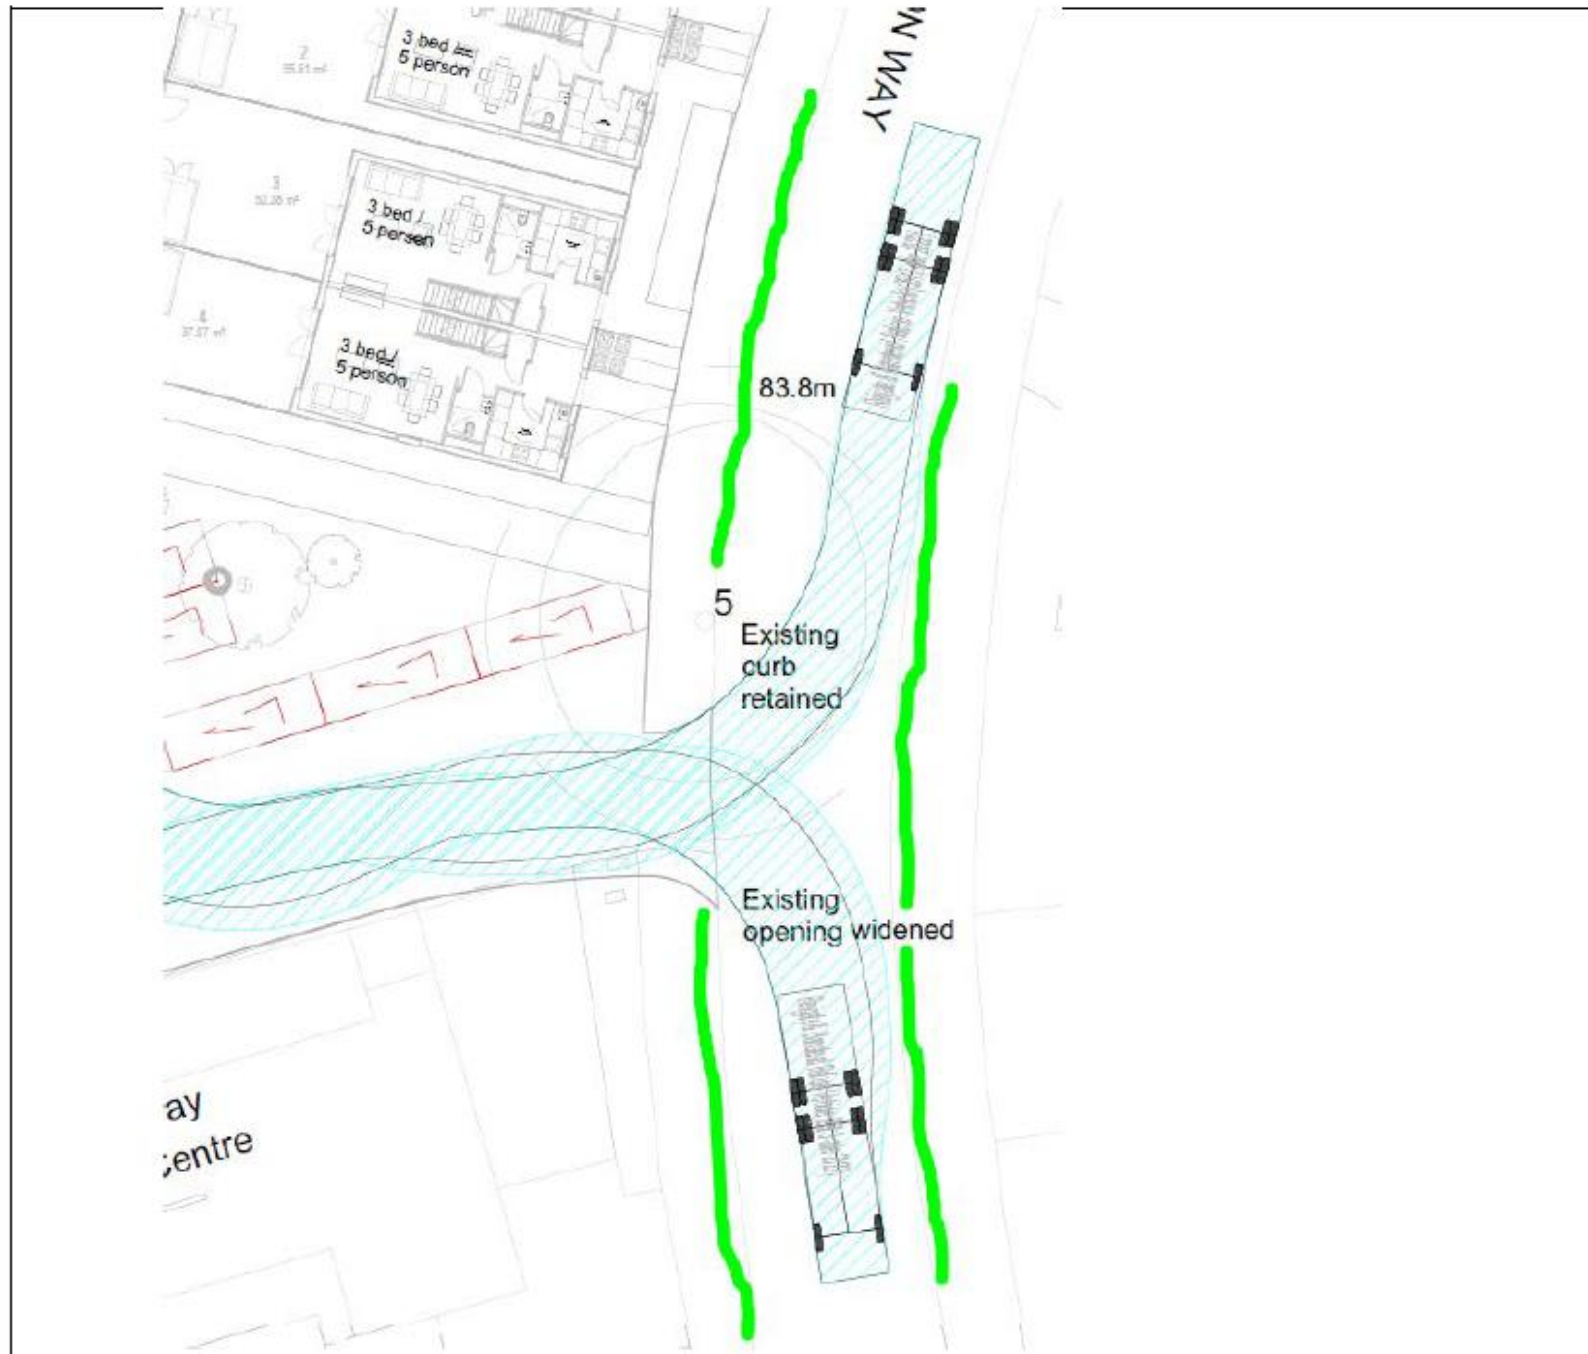 PN WAY
3 bed /
5 person
3 bed /
5 person
3 bed /
5 person
83.8m
5
Existing
curb
retained
Existing
opening widened
ay
centre